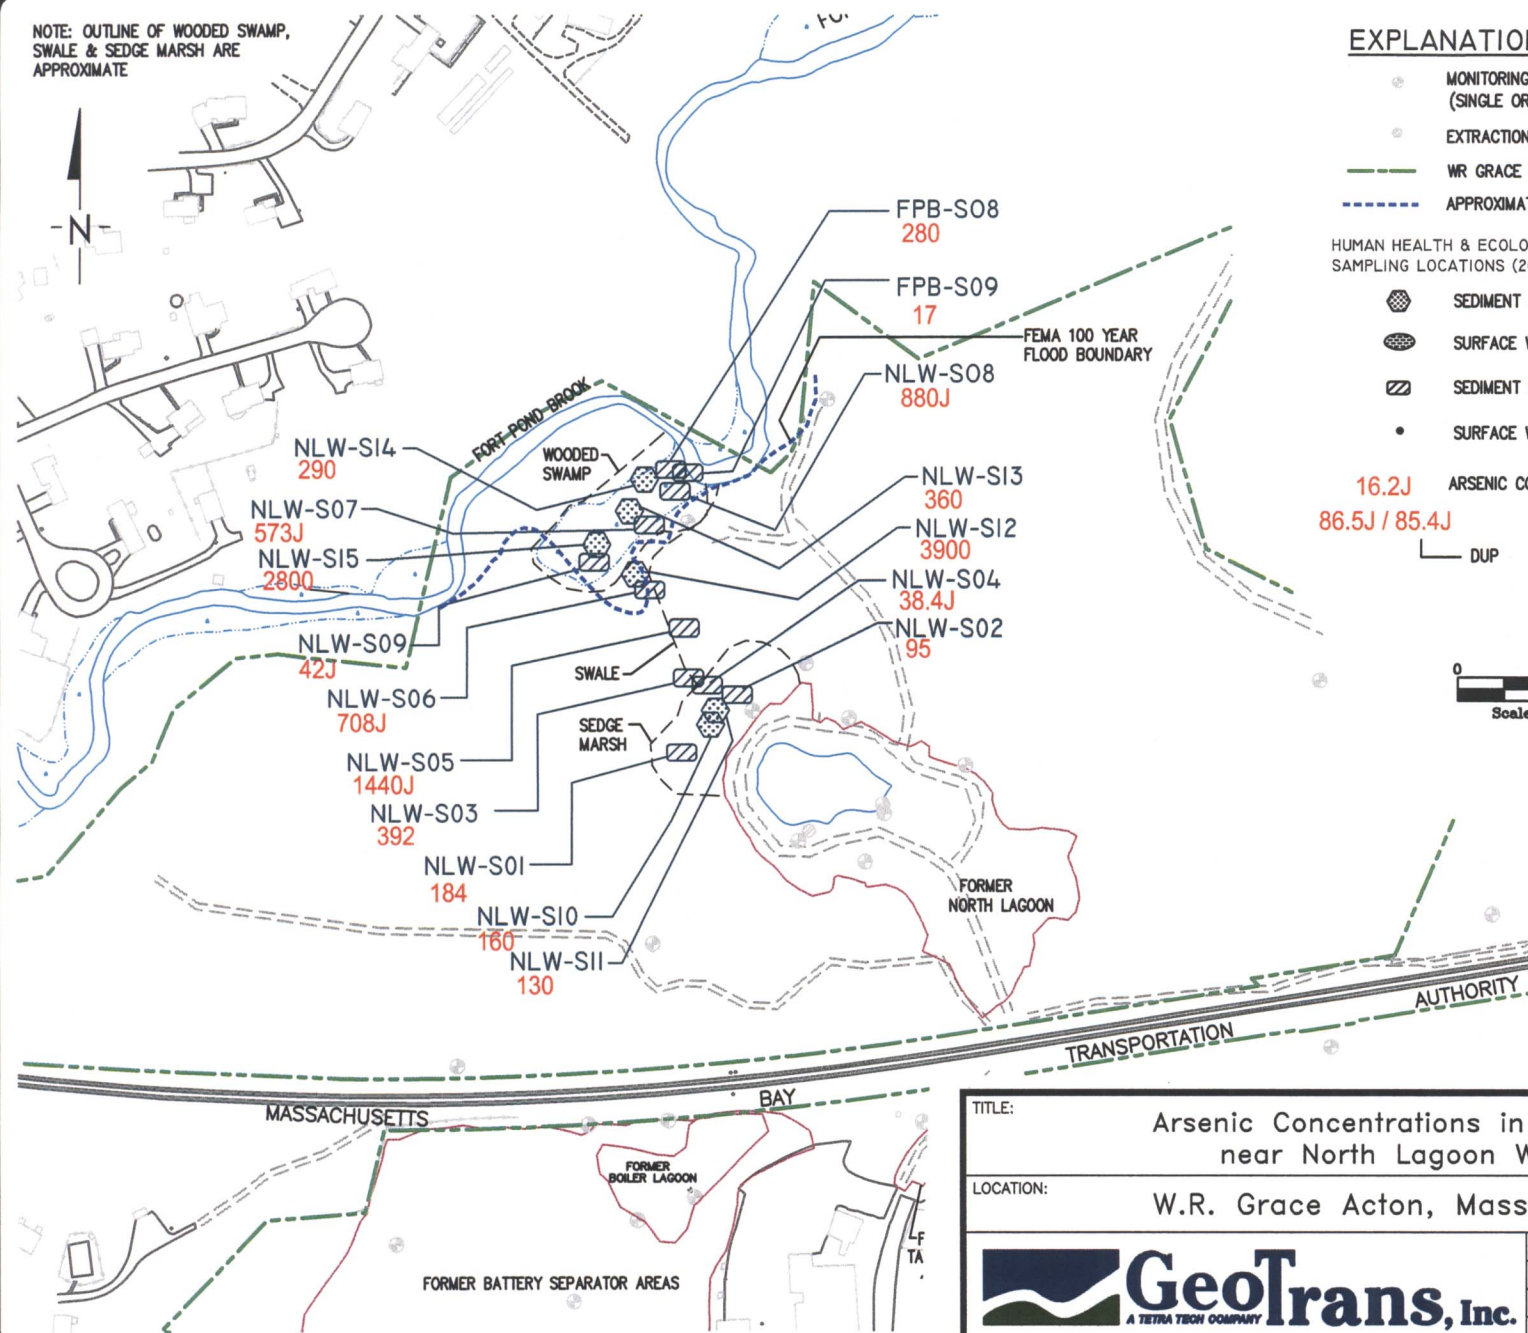 NOTE: OUTLINE OF WOODED SWAMP,
SWALE & SEDGE MARSH ARE
APPROXIMATE
N
EXPLANATION
MONITORING
(SINGLE OR
EXTRACTION
WR GRACE
HUMAN HEALTH &
SAMPLING LOCATIONS
SEDIMENT
SURFACE
SEDIMENT
SURFACE
16.2J ARSENIC
86.5J / 85.4J
DUP
0
Scale
FPB-S08
280
FPB-S09
17
FEMA 100 YEAR
FLOOD BOUNDARY
NLW-S08
880J
FORT POND BROOK
WOODED
SWAMP
NLW-S14
290
NLW-S13
360
NLW-S07
573J
NLW-S12
3900
NLW-S15
2800
NLW-S04
38.4J
NLW-S02
95
NLW-S09
42J
SWALE
NLW-S06
708J
SEDGE
MARSH
NLW-S05
1440J
NLW-S03
392
NLW-S01
184
FORMER
NORTH LAGOON
NLW-S10
160
NLW-S11
130
MASSACHUSETTS BAY TRANSPORTATION AUTHORITY
FORMER
BOILER LAGOON
FORMER BATTERY SEPARATOR AREAS
TITLE:
Arsenic Concentrations in
near North Lagoon
LOCATION:
W.R. Grace Acton,
GeoTrans, Inc.
A TETRA TECH COMPANY